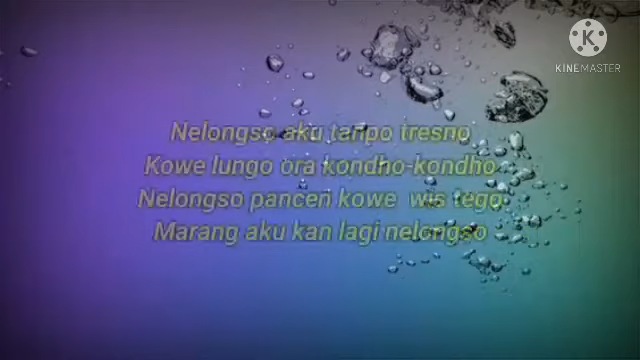 KINEMASTER
Nelongso aku tanpo tresno
Kowe lungo ora kondho-kondho
Nelongso pancen kowe wis tego
Marang aku kan lagi nelongso